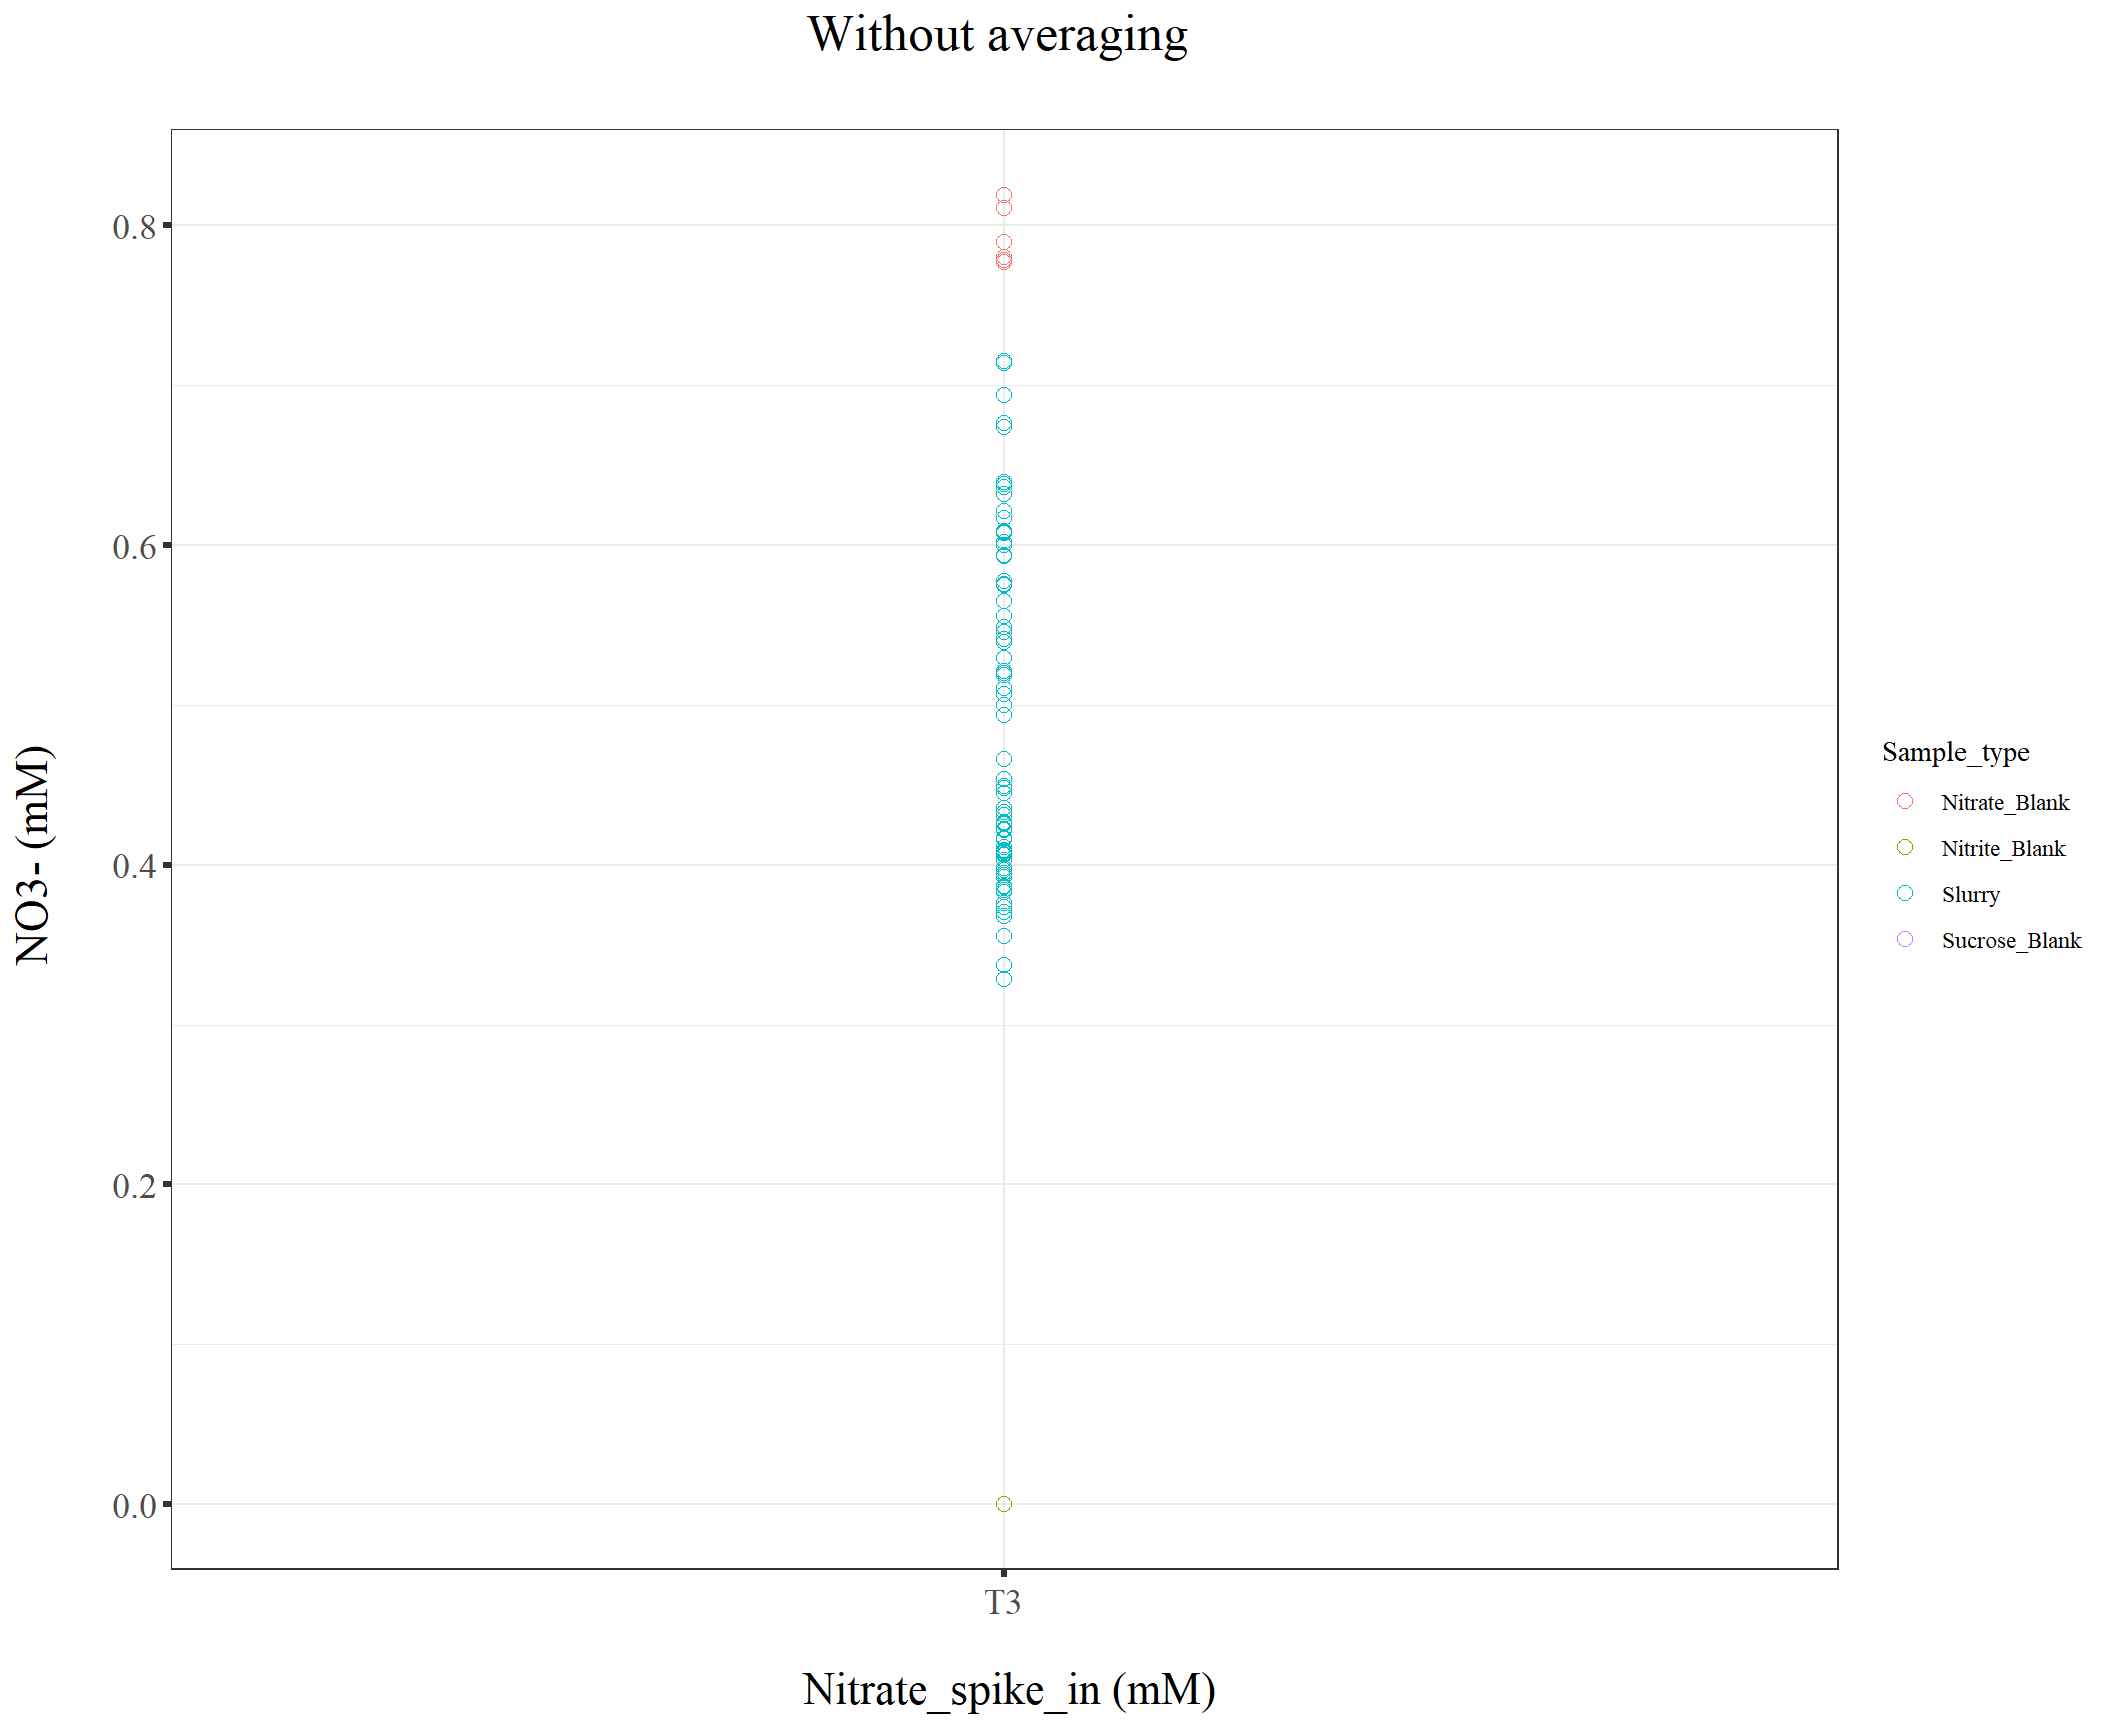 Without averaging
NO3- (mM)
0.8
0.6
0.4
0.2
0.0
T3
Nitrate_spike_in (mM)
Sample_type
Nitrate_Blank
Nitrite_Blank
Slurry
Sucrose_Blank